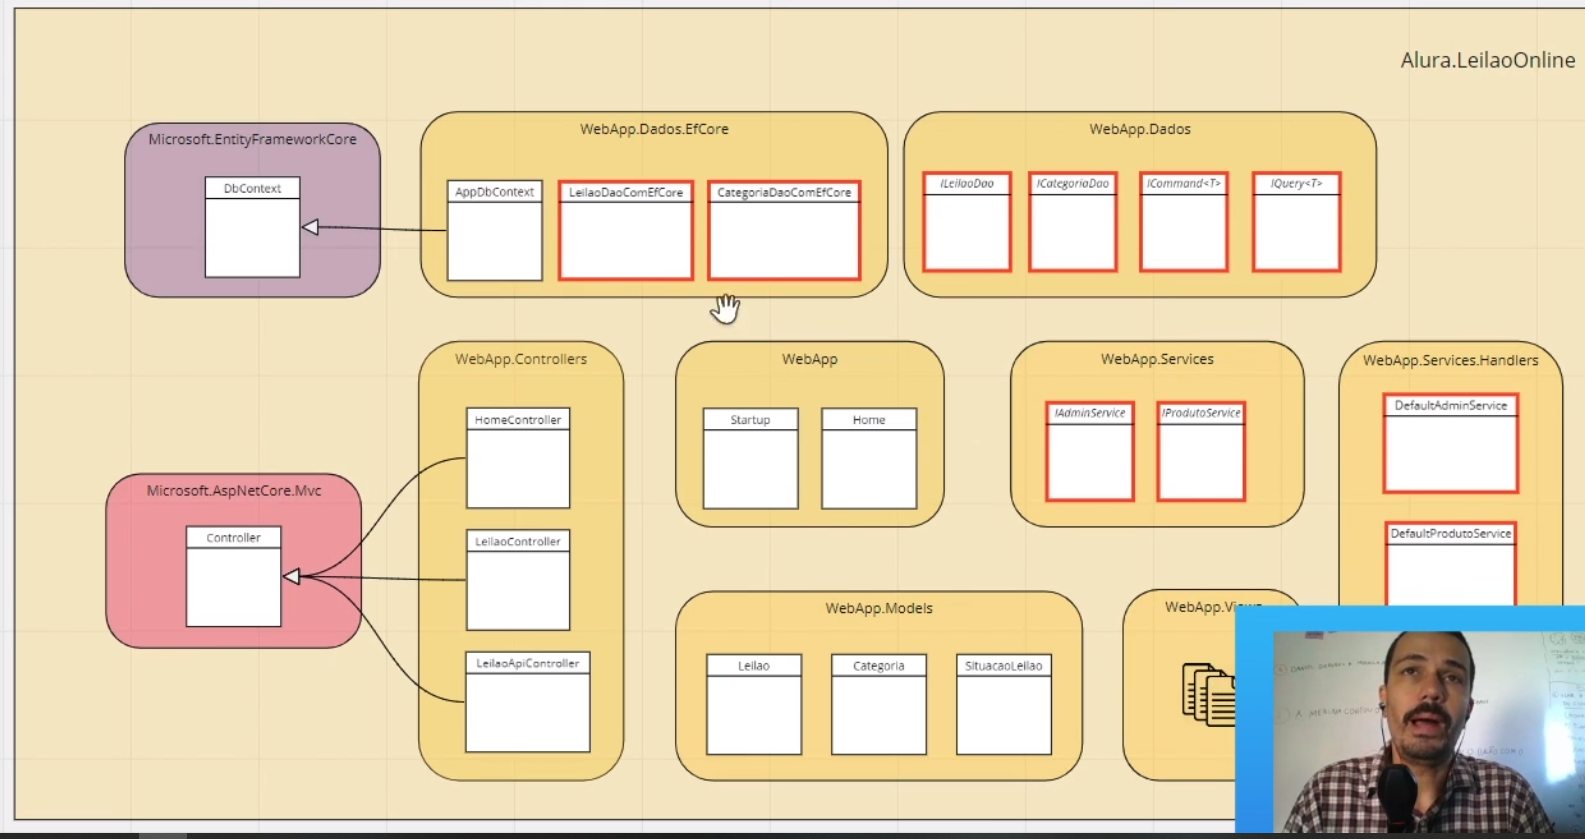 Alura.LeilaoOnline
Microsoft.EntityFrameworkCore
DbContext
WebApp.Dados.EfCore
AppDbContext
LeilaoDaoComEfCore
CategoriaDaoComEfCore
WebApp.Dados
ILeilaoDao
ICategoriaDao
ICommand<T>
IQuery<T>
WebApp.Controllers
HomeController
LeilaoController
LeilaoApiController
WebApp
Startup
Home
WebApp.Services
IAdminService
IProdutoService
WebApp.Services.Handlers
DefaultAdminService
DefaultProdutoService
Microsoft.AspNetCore.Mvc
Controller
WebApp.Models
Leilao
Categoria
SituacaoLeilao
WebApp.Views